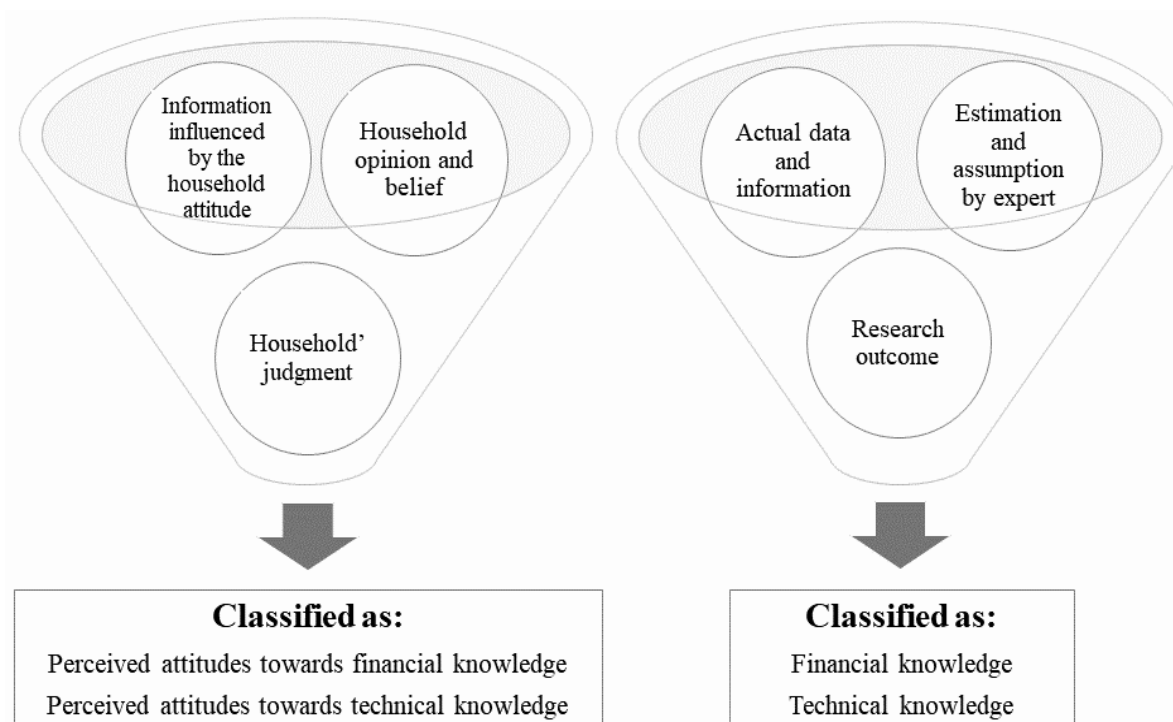 Information
influenced
by the
household
attitude
Household
opinion and
belief
Household’
judgment
Actual data
and
information
Estimation
and
assumption
by expert
Research
outcome
Classified as:
Perceived attitudes towards financial knowledge
Perceived attitudes towards technical knowledge
Classified as:
Financial knowledge
Technical knowledge